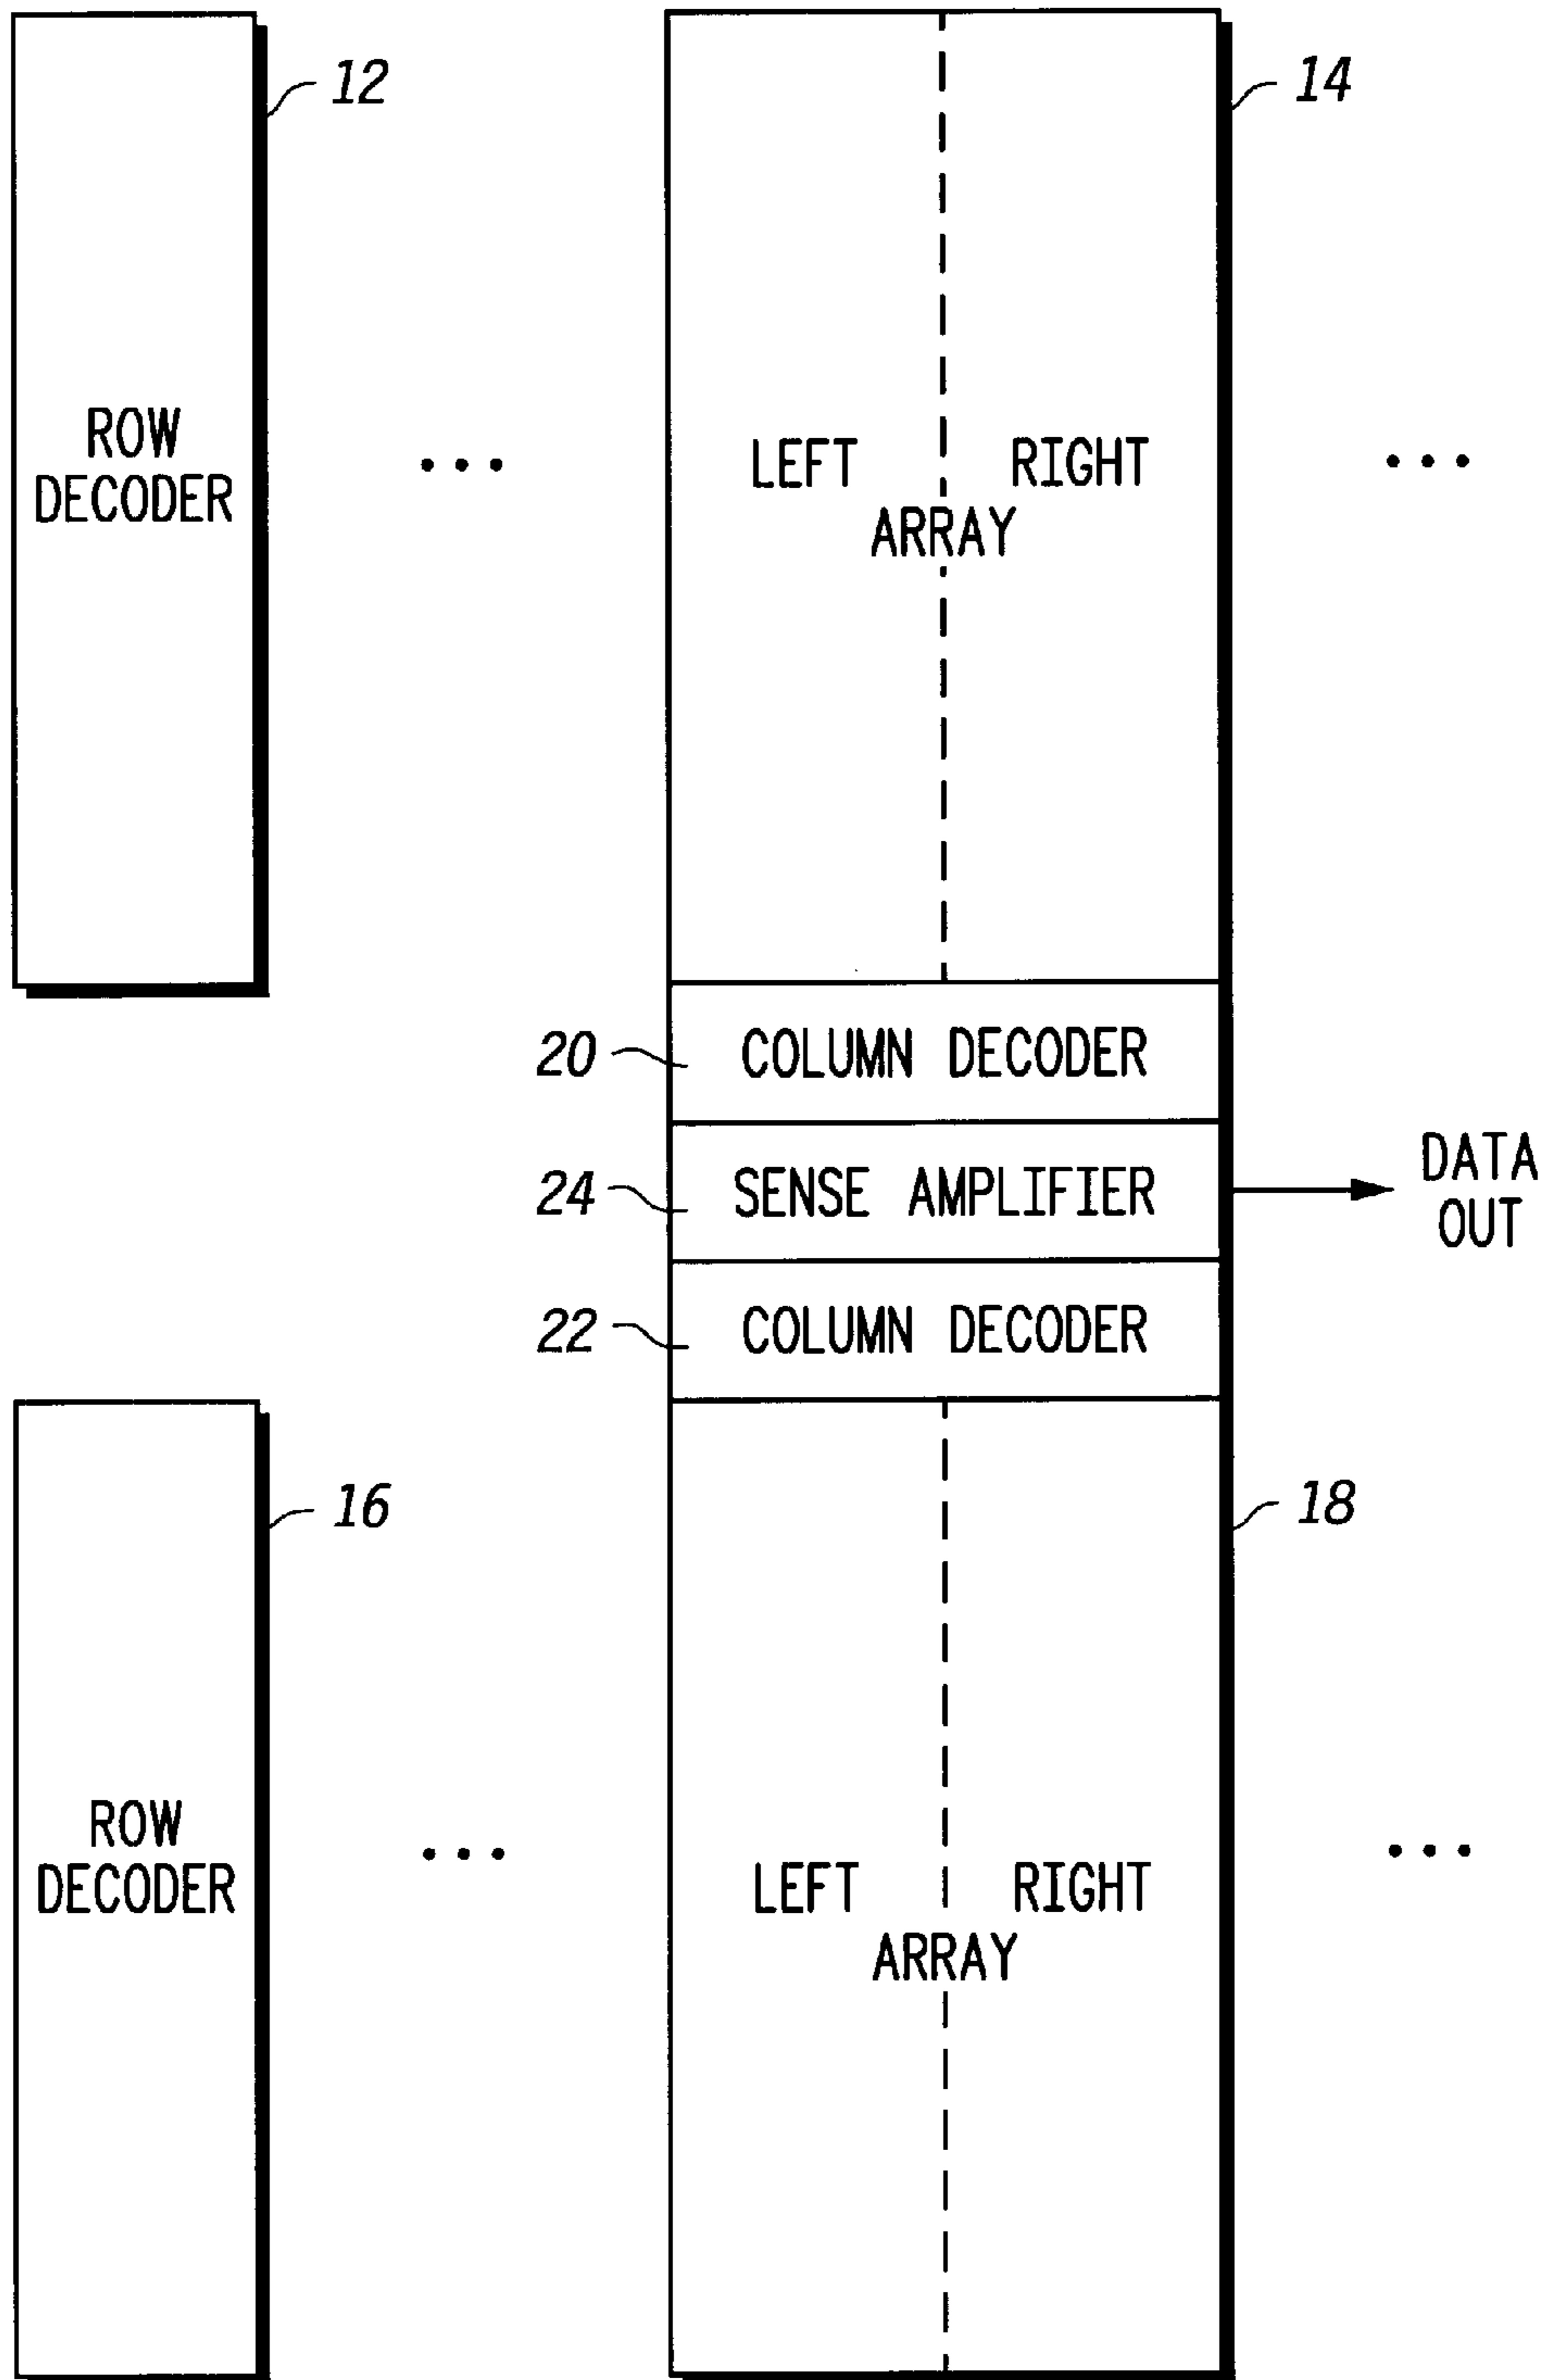 12
14
ROW
DECODER
...
LEFT RIGHT
ARRAY
...
20 COLUMN DECODER
24 SENSE AMPLIFIER
DATA
OUT
22 COLUMN DECODER
16
18
ROW
DECODER
...
LEFT RIGHT
ARRAY
...